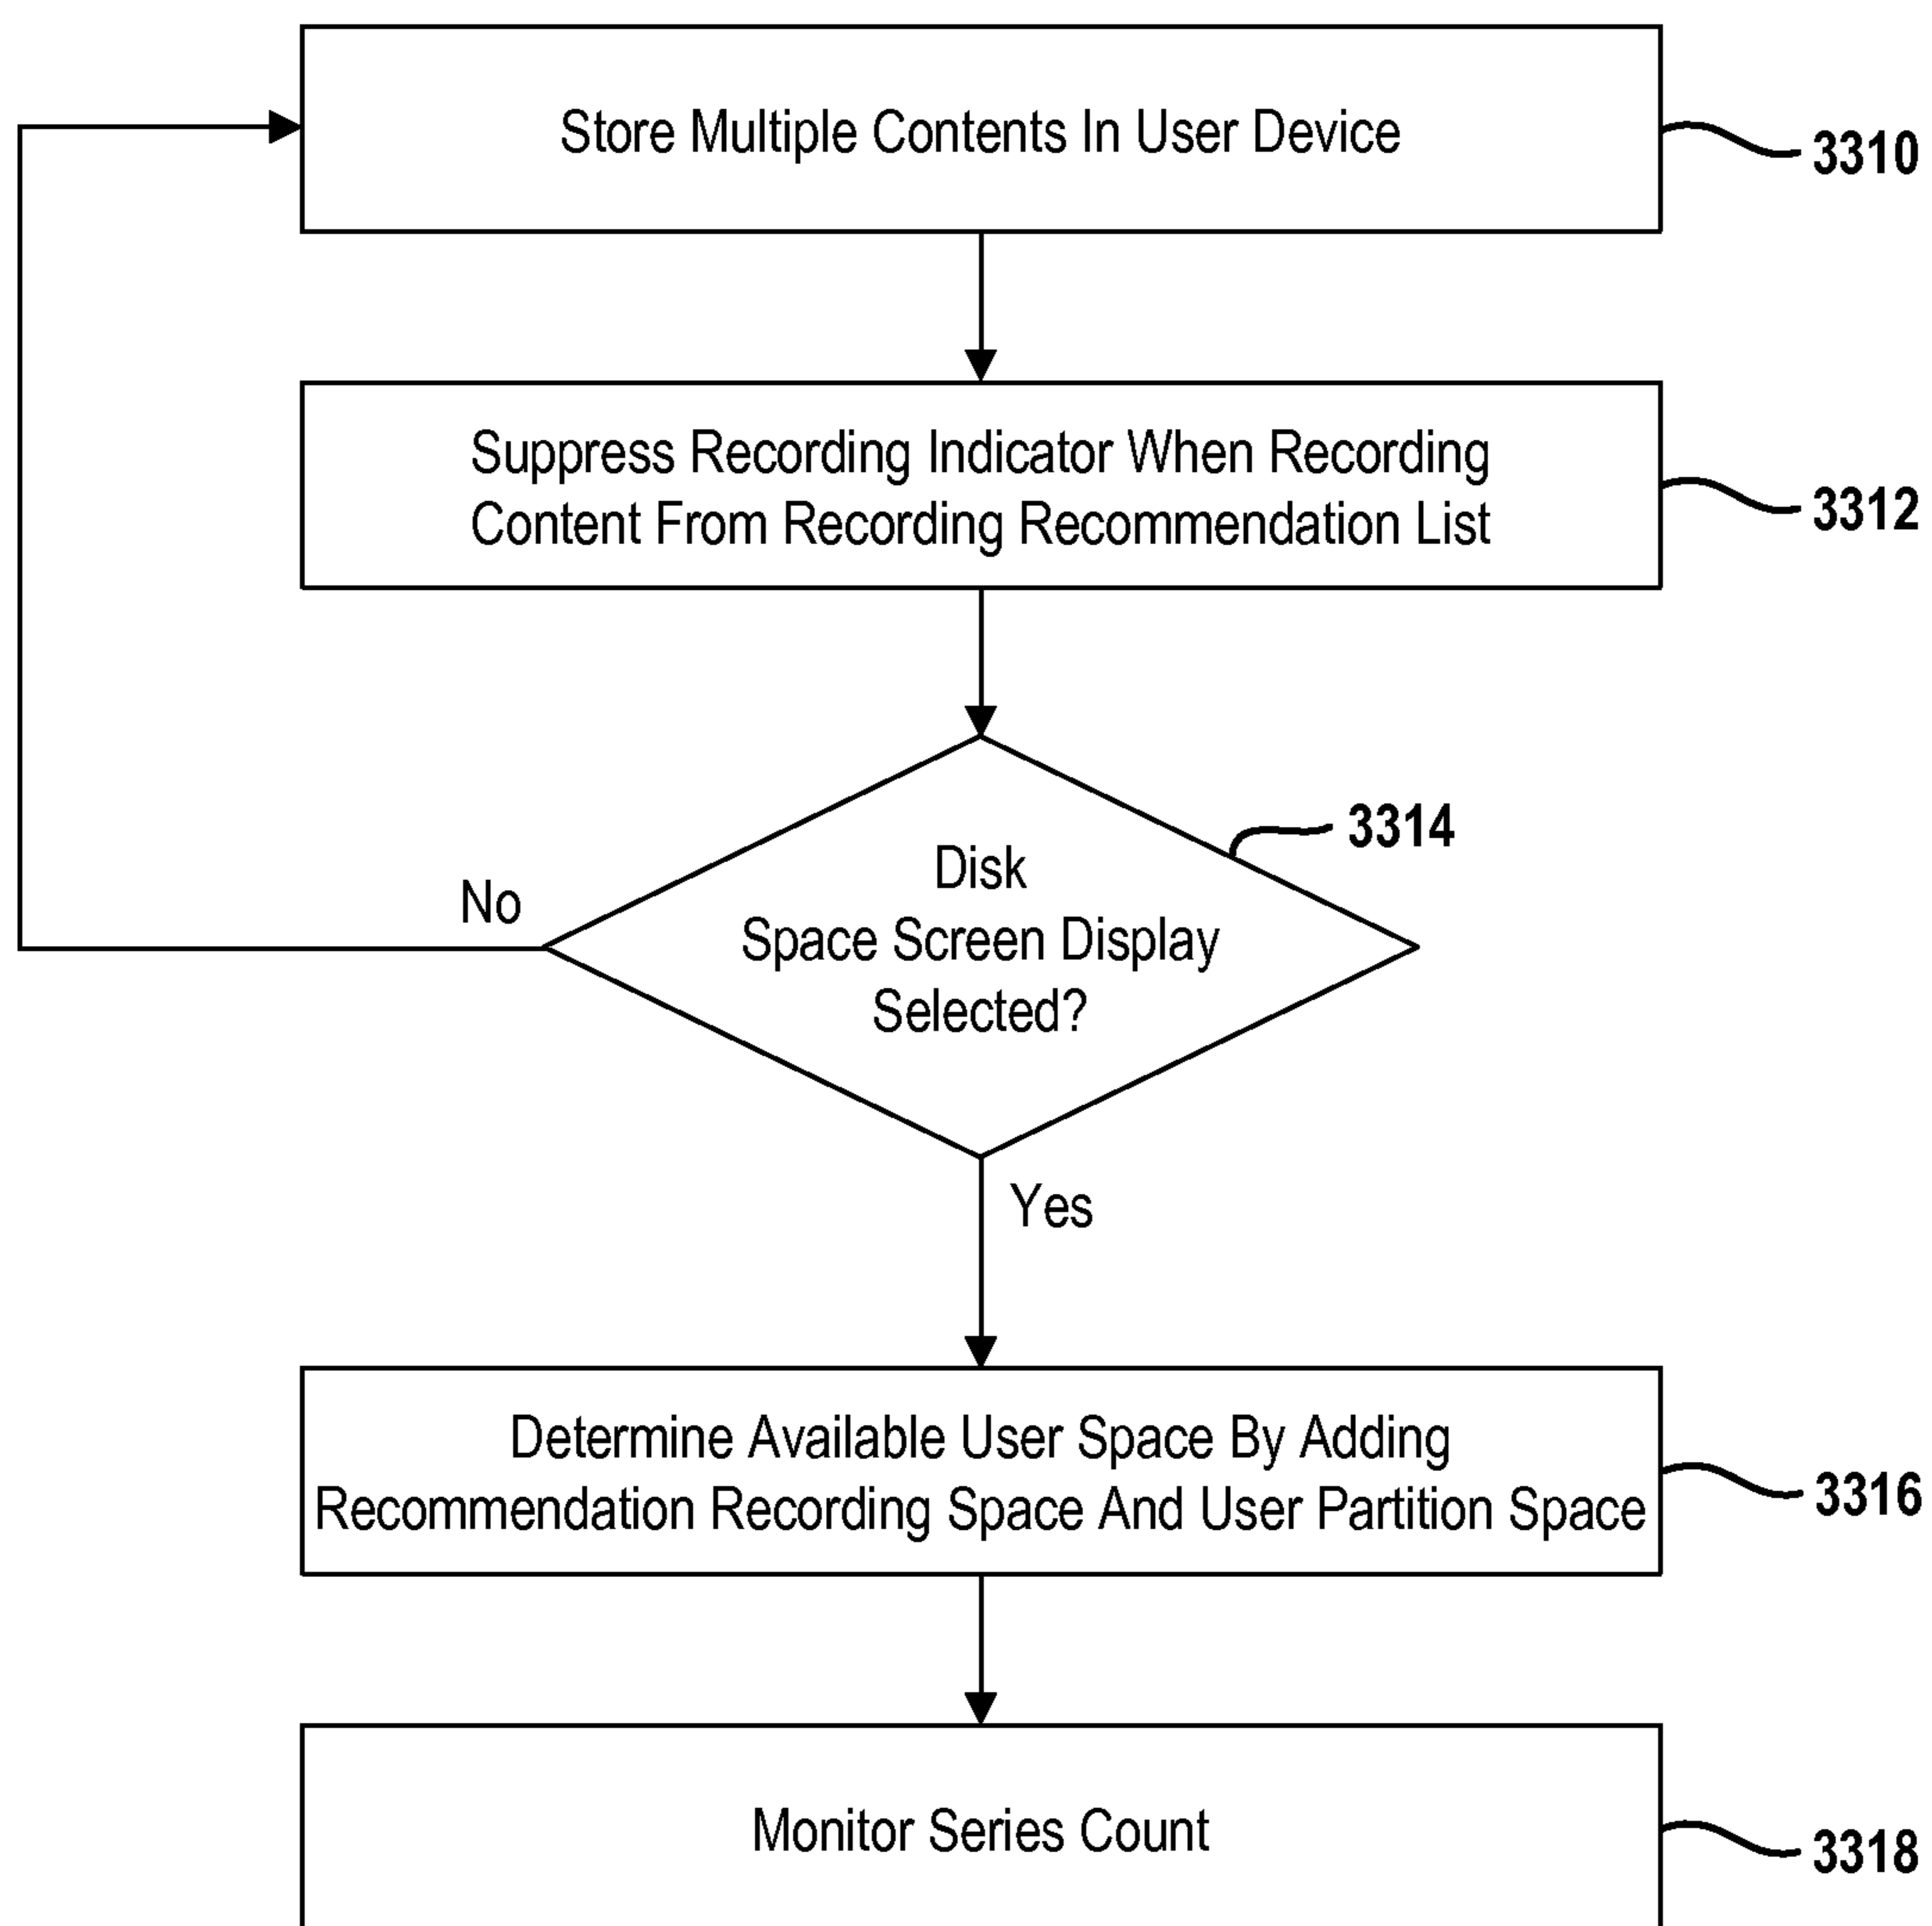 Store Multiple Contents In User Device
3310
Suppress Recording Indicator When Recording
Content From Recording Recommendation List
3312
3314
Disk
Space Screen Display
Selected?
No
Yes
Determine Available User Space By Adding
Recommendation Recording Space And User Partition Space
3316
Monitor Series Count
3318